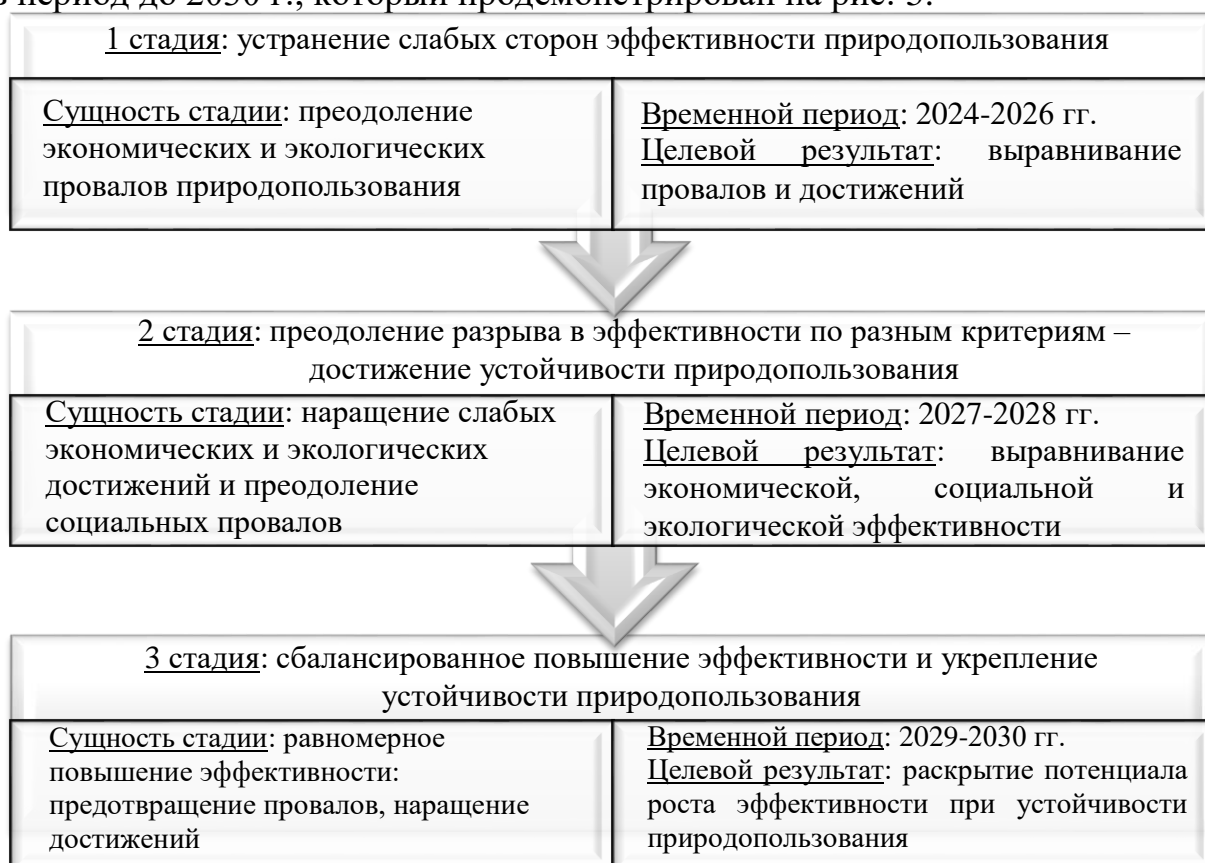 в период до 2030 г., который продемонстрирован на рис. 3.
1 стадия: устранение слабых сторон эффективности природопользования
Сущность стадии: преодоление
экономических и экологических
провалов природопользования
Временной период: 2024-2026 гг.
Целевой результат: выравнивание
провалов и достижений
2 стадия: преодоление разрыва в эффективности по разным критериям –
достижение устойчивости природопользования
Сущность стадии: наращение слабых
экономических и экологических
достижений и преодоление
социальных провалов
Временной период: 2027-2028 гг.
Целевой результат: выравнивание
экономической, социальной и
экологической эффективности
3 стадия: сбалансированное повышение эффективности и укрепление
устойчивости природопользования
Сущность стадии: равномерное
повышение эффективности:
предотвращение провалов, наращение
достижений
Временной период: 2029-2030 гг.
Целевой результат: раскрытие потенциала
роста эффективности при устойчивости
природопользования